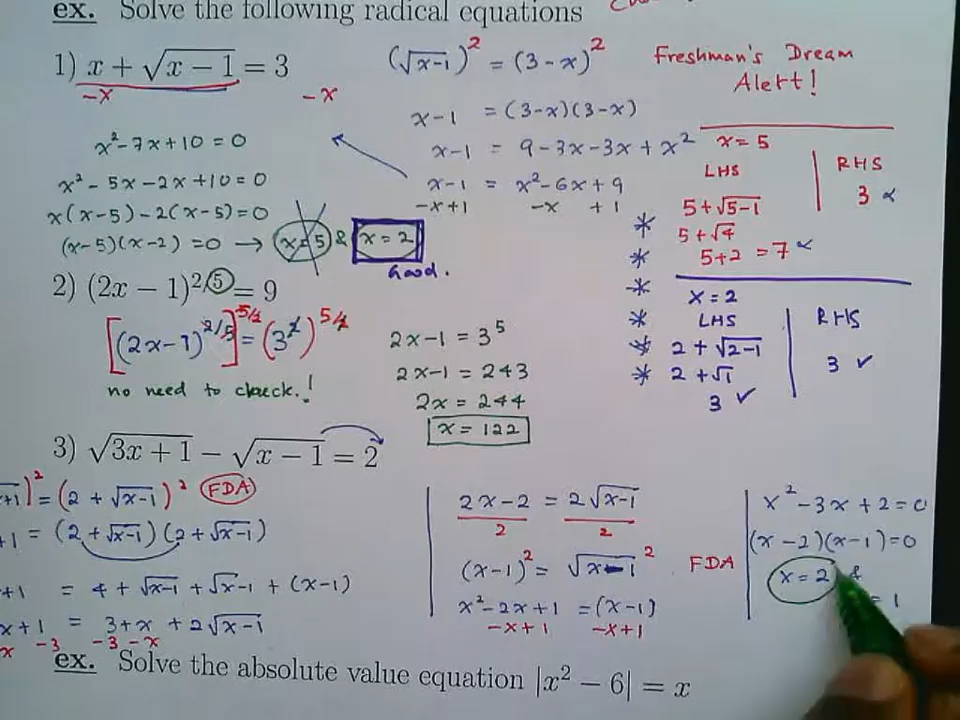 ex. Solve the following radical equations
1) x + √(x − 1) = 3
−x −x
x² − 7x + 10 = 0
x² − 5x − 2x + 10 = 0
x(x−5) − 2(x−5) = 0
(x−5)(x−2) = 0 → x = 5 & x = 2
Good.
(√(x−1))² = (3 − x)²
x−1 = (3−x)(3−x)
x−1 = 9 − 3x − 3x + x²
x−1 = x² − 6x + 9
−x+1 −x +1
Freshman's Dream
Alert!
x = 5
LHS RHS
5 + √(5−1) 3 ×
5 + √4
5+2 = 7 ×
x = 2
LHS RHS
2 + √(2−1) 3 ✓
2 + √1
3 ✓
*
*
*
*
*
*
2) (2x − 1)^(2/5) = 9
[(2x−1)^(2/5)]^(5/2) = (3²)^(5/2)
no need to check.!
2x−1 = 3⁵
2x−1 = 243
2x = 244
x = 122
3) √(3x + 1) − √(x − 1) = 2
+1)² = (2 + √(x−1))² FDA
+1 = (2 + √(x−1))(2 + √(x−1))
+1 = 4 + √(x−1) + √(x−1) + (x−1)
x+1 = 3+x + 2√(x−1)
x −3 −3 −x
2x−2 = 2√(x−1)
2 2
(x−1)² = √(x−1)² FDA
x²−2x+1 = (x−1)
−x+1 −x+1
x² − 3x + 2 = 0
(x−2)(x−1) = 0
x = 2 &
= 1
ex. Solve the absolute value equation |x² − 6| = x